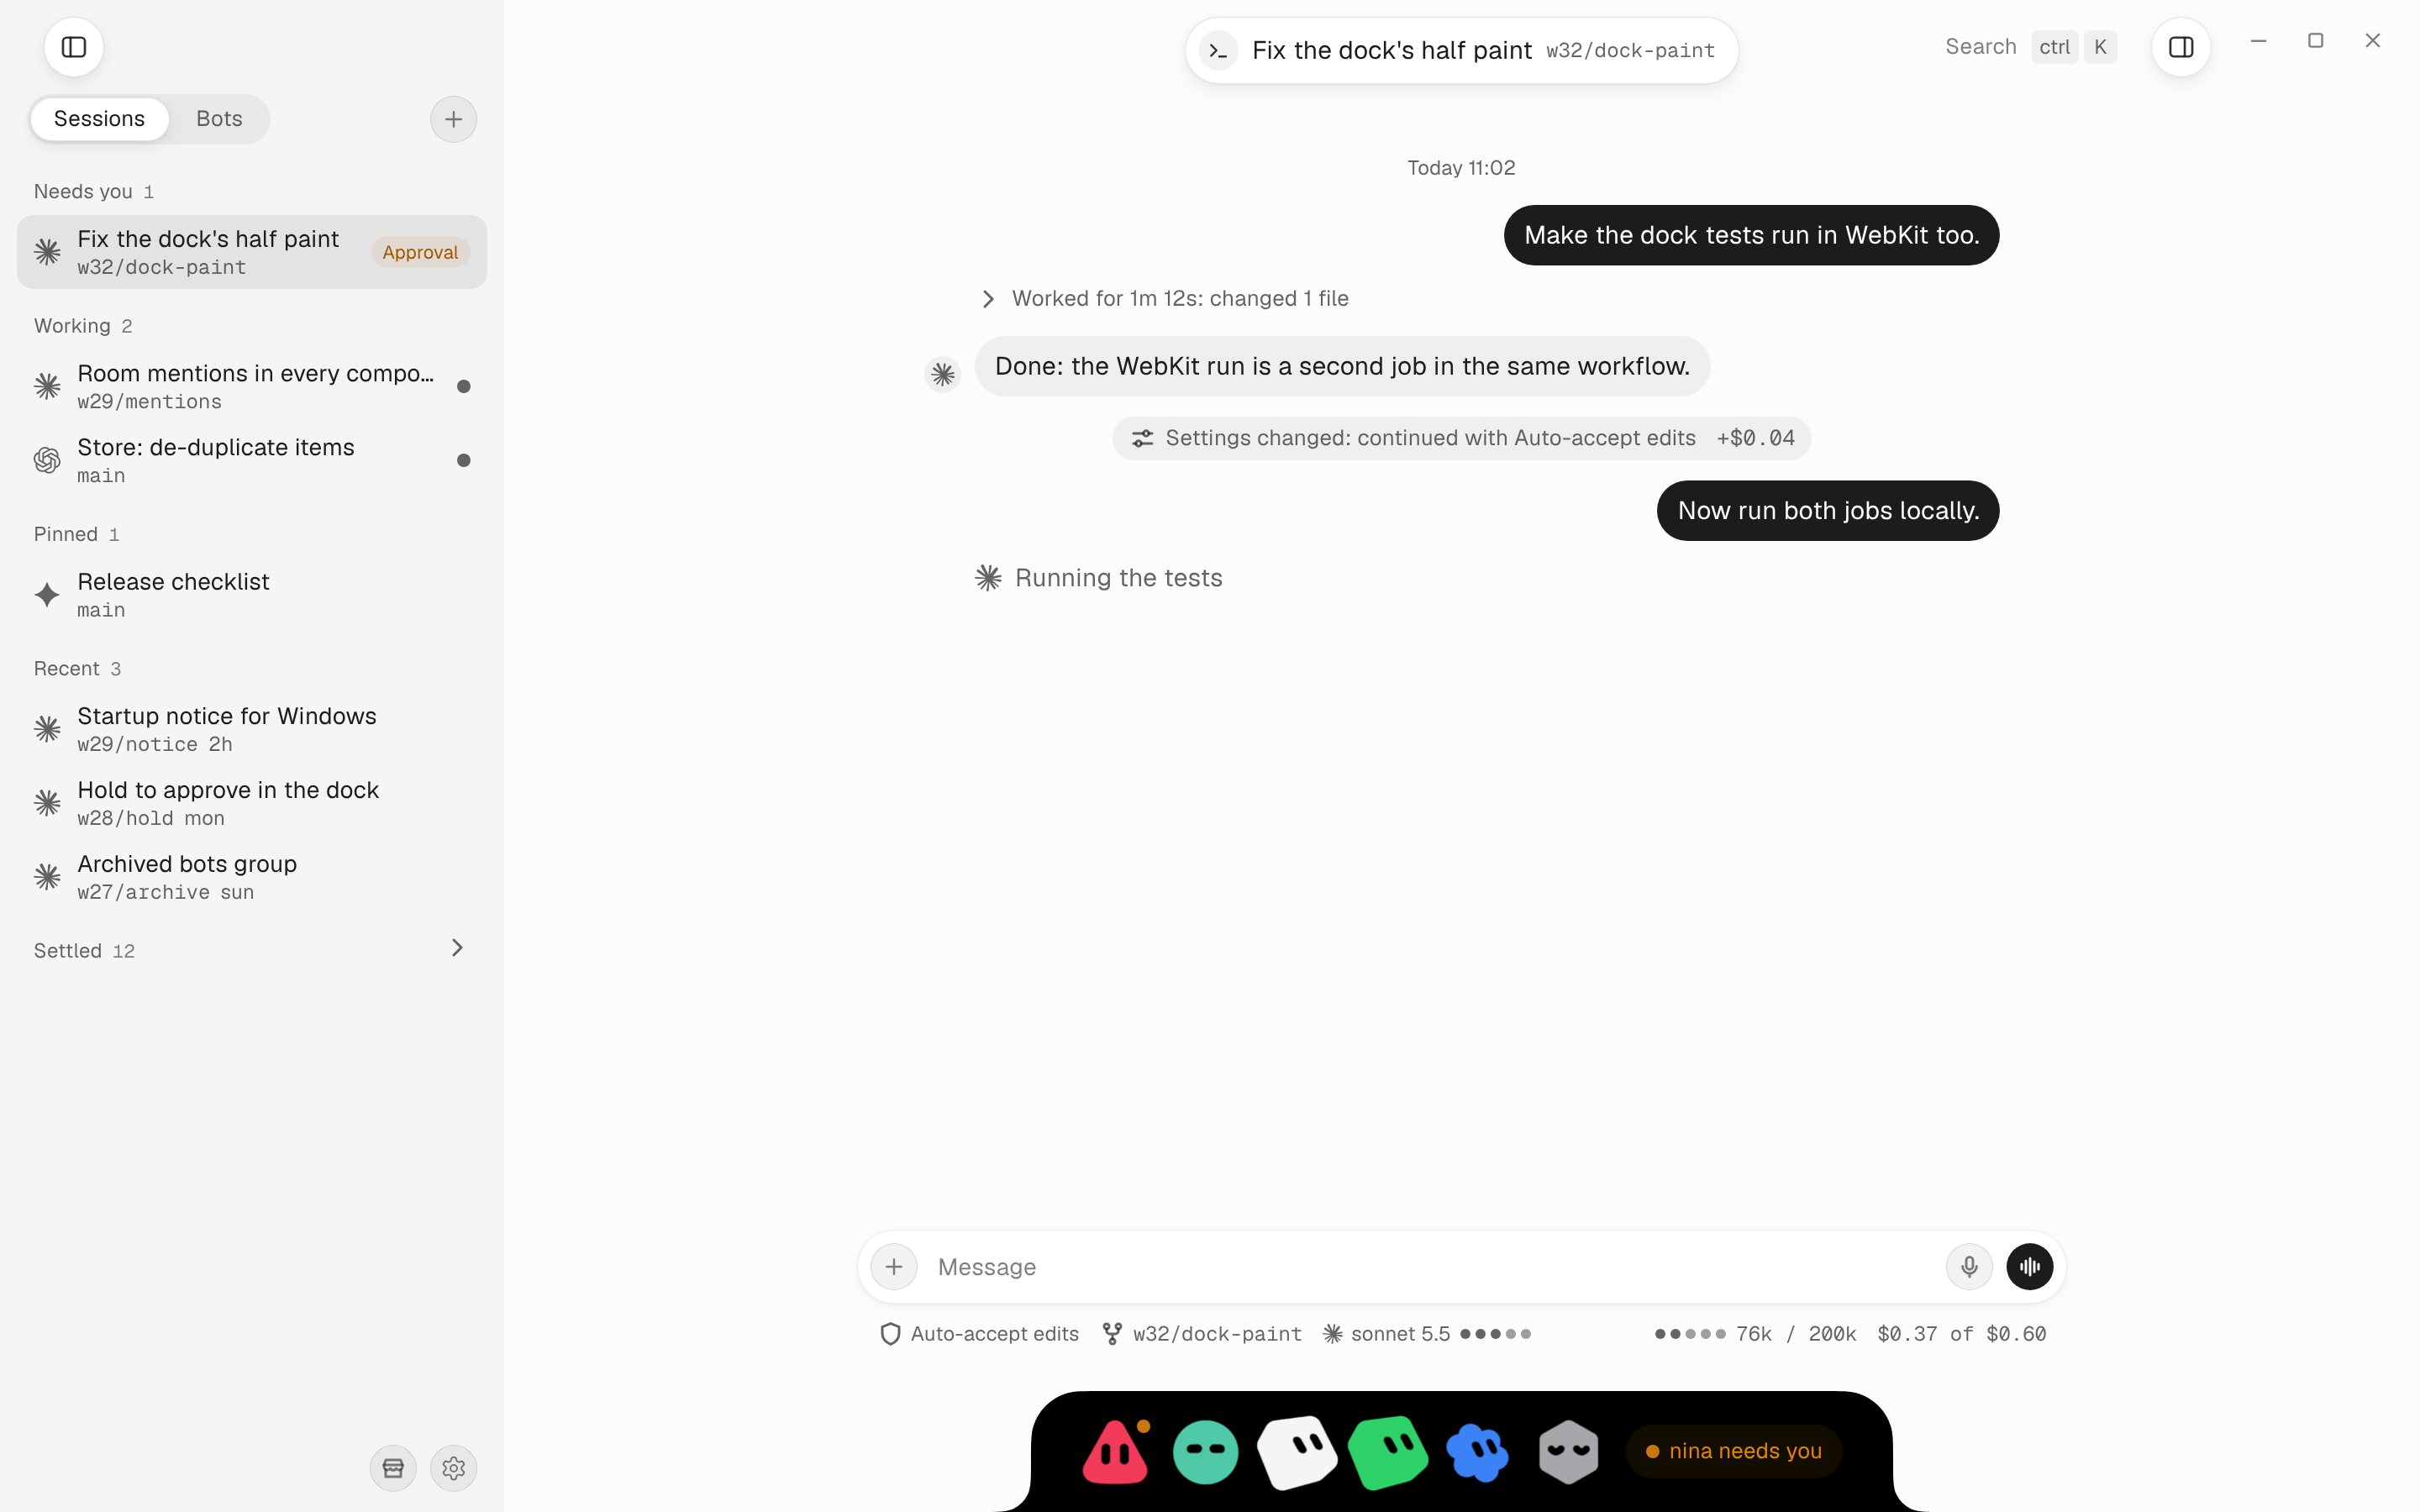 Fix the dock's half paint w32/dock-paint
Search ctrl K
Sessions Bots
Needs you 1
Fix the dock's half paint
w32/dock-paint
Approval
Working 2
Room mentions in every compo...
w29/mentions
Store: de-duplicate items
main
Pinned 1
Release checklist
main
Recent 3
Startup notice for Windows
w29/notice 2h
Hold to approve in the dock
w28/hold mon
Archived bots group
w27/archive sun
Settled 12
Today 11:02
Make the dock tests run in WebKit too.
Worked for 1m 12s: changed 1 file
Done: the WebKit run is a second job in the same workflow.
Settings changed: continued with Auto-accept edits +$0.04
Now run both jobs locally.
Running the tests
Message
Auto-accept edits w32/dock-paint sonnet 5.5 76k / 200k $0.37 of $0.60
nina needs you